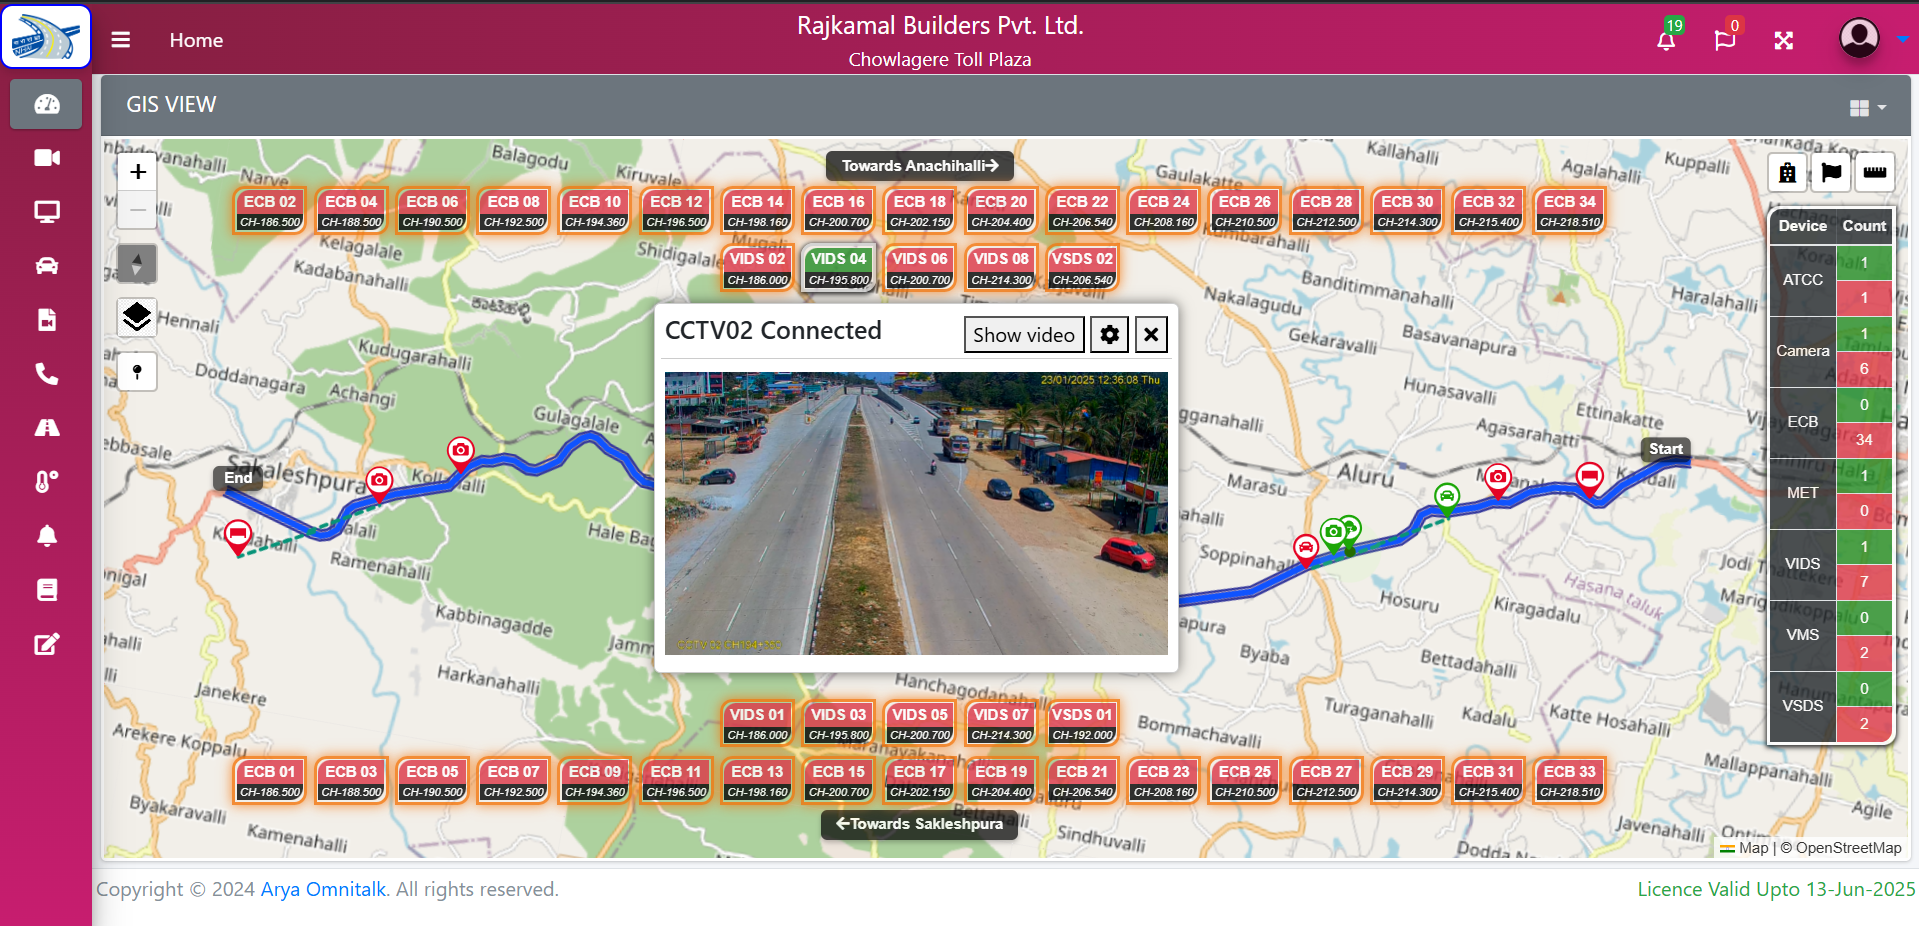 Rajkamal Builders Pvt. Ltd.
Home
19
0
Chowlagere Toll Plaza
GIS VIEW
Towards Anachihalli→
ECB 02 ECB 04 ECB 06 ECB 08 ECB 10 ECB 12 ECB 14 ECB 16 ECB 18 ECB 20 ECB 22 ECB 24 ECB 26 ECB 28 ECB 30 ECB 32 ECB 34
CH-186.500 CH-188.500 CH-190.500 CH-192.500 CH-194.360 CH-196.500 CH-198.160 CH-200.700 CH-202.150 CH-204.400 CH-206.540 CH-208.160 CH-210.500 CH-212.500 CH-214.300 CH-215.400 CH-218.510
VIDS 02 VIDS 04 VIDS 06 VIDS 08 VSDS 02
CH-186.000 CH-195.800 CH-200.700 CH-214.300 CH-206.540
+
−
CCTV02 Connected
Show video
23/01/2025 12:36:08 Thu
Device Count
ATCC 1
1
Camera 1
6
ECB 0
34
MET 1
0
VIDS 1
7
VMS 0
2
VSDS 0
2
Balagodu
Narve
Kiruvale
Kallahalli
Gaulakatte
Agalahalli
Kuppalli
Kelagalale
Kadabanahalli
Shidigalale
Mugali
Kumbarahalli
Banditimmanahalli
Nakalagudu
Haralahalli
Hennali
Kudugarahalli
Gekaravalli
Basavanapura
Doddanagara
Achangi
Gulagalale
Hunasavalli
Ettinakatte
Agasarahatti
Sakaleshpura
End
Start
Aluru
Marasu
Hale Bag
Ramenahalli
Soppinahalli
Hosuru
Kiragadalu
Hasana taluk
Kabbinagadde
Byaba
Bettadahalli
Harkanahalli
Hanchagodanahalli
Janekere
Turaganahalli
Kadalu
Katte Hosahalli
Bommachavalli
Arekere Koppalu
Maranayakanahalli
Mallappanahalli
VIDS 01 VIDS 03 VIDS 05 VIDS 07 VSDS 01
CH-186.000 CH-195.800 CH-200.700 CH-214.300 CH-192.000
ECB 01 ECB 03 ECB 05 ECB 07 ECB 09 ECB 11 ECB 13 ECB 15 ECB 17 ECB 19 ECB 21 ECB 23 ECB 25 ECB 27 ECB 29 ECB 31 ECB 33
CH-186.500 CH-188.500 CH-190.500 CH-192.500 CH-194.360 CH-196.500 CH-198.160 CH-200.700 CH-202.150 CH-204.400 CH-206.540 CH-208.160 CH-210.500 CH-212.500 CH-214.300 CH-215.400 CH-218.510
Byakaravalli
Agile
←Towards Sakleshpura
Kamenahalli
Sindhuvalli
Javenahalli
Dodda Nag
Map | © OpenStreetMap
Copyright © 2024 Arya Omnitalk. All rights reserved.
Licence Valid Upto 13-Jun-2025